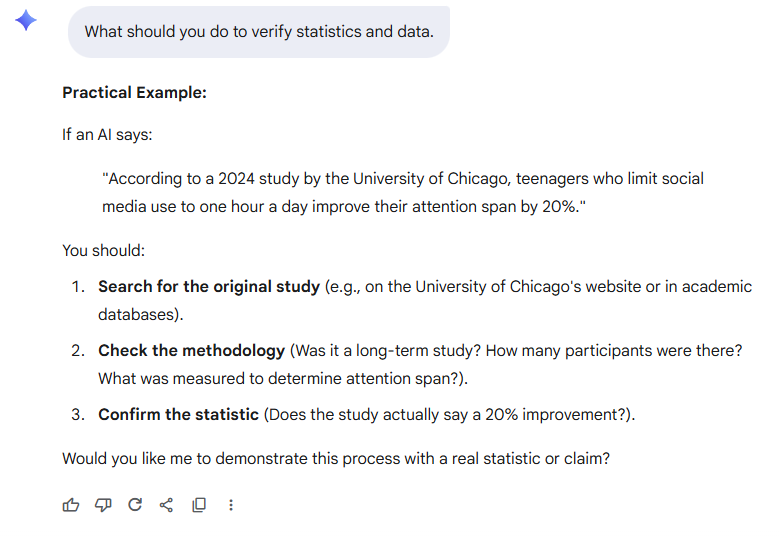 What should you do to verify statistics and data.
Practical Example:
If an AI says:
"According to a 2024 study by the University of Chicago, teenagers who limit social
media use to one hour a day improve their attention span by 20%."
You should:
1. Search for the original study (e.g., on the University of Chicago's website or in academic
databases).
2. Check the methodology (Was it a long-term study? How many participants were there?
What was measured to determine attention span?).
3. Confirm the statistic (Does the study actually say a 20% improvement?).
Would you like me to demonstrate this process with a real statistic or claim?